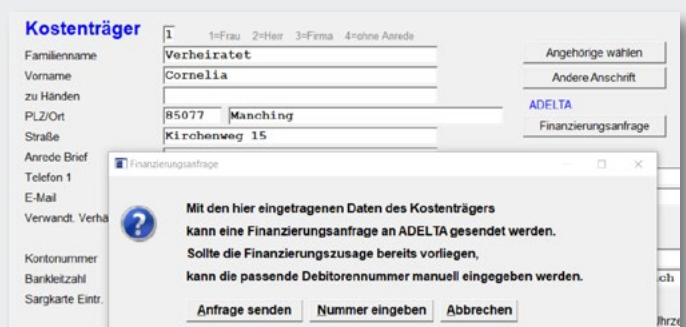 Kostenträger 1 1=Frau 2=Herr 3=Firma 4=ohne Anrede
Familienname Verheiratet Angehörige wählen
Vorname Cornelia Andere Anschrift
zu Händen
ADELTA
PLZ/Ort 85077 Manching
Finanzierungsanfrage
Straße Kirchenweg 15
Anrede Brief
Finanzierungsanfrage
Telefon 1
E-Mail
Verwandt. Verhä
Mit den hier eingetragenen Daten des Kostenträgers
kann eine Finanzierungsanfrage an ADELTA gesendet werden.
Sollte die Finanzierungszusage bereits vorliegen,
kann die passende Debitorennummer manuell eingegeben werden.
Kontonummer
Bankleitzahl ch
Sargkarte Eintr.
Anfrage senden Nummer eingeben Abbrechen